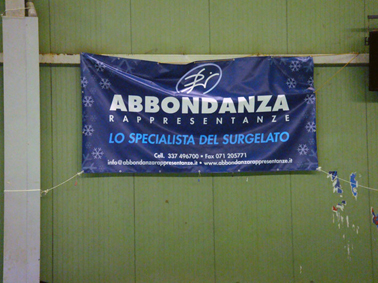 ABBONDANZA
RAPPRESENTANZE
LO SPECIALISTA DEL SURGELATO
Cell. 337 496700 • Fax 071 205771
info@abbondanzarappresentanze.it • www.abbondanzarappresentanze.it